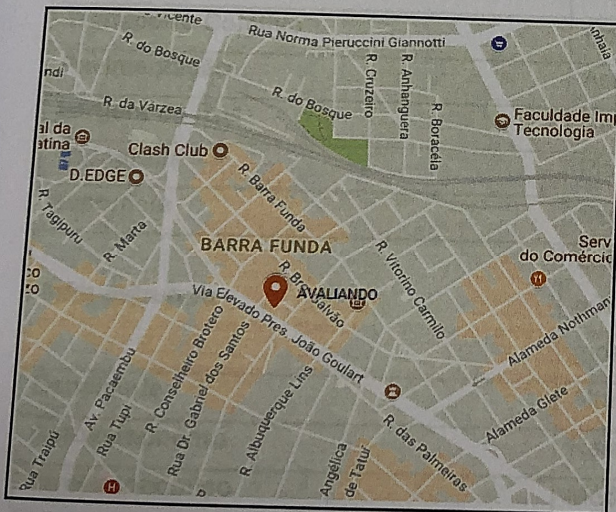 Vicente
Rua Norma Pieruccini Giannotti
R. do Bosque
R. Cruzeiro
R. Anhanguera
R. Boracéia
R. da Varzea
R. do Bosque
Faculdade Im
Tecnologia
al da
atina
Clash Club
D.EDGE
R. Barra Funda
R. Tagipuru
R. Marta
BARRA FUNDA
R. Vitorino Carmilo
Serv
do Comércio
AVALIANDO
Via Elevado Pres. João Goulart
Alameda Nothman
Av. Pacaembu
R. Conselheiro Brotero
Rua Dr. Gabriel dos Santos
R. Albuquerque Lins
Rua Tupi
Alameda Glete
R. das Palmeiras
Rua Traipú
Angélica
de Tatuí
H